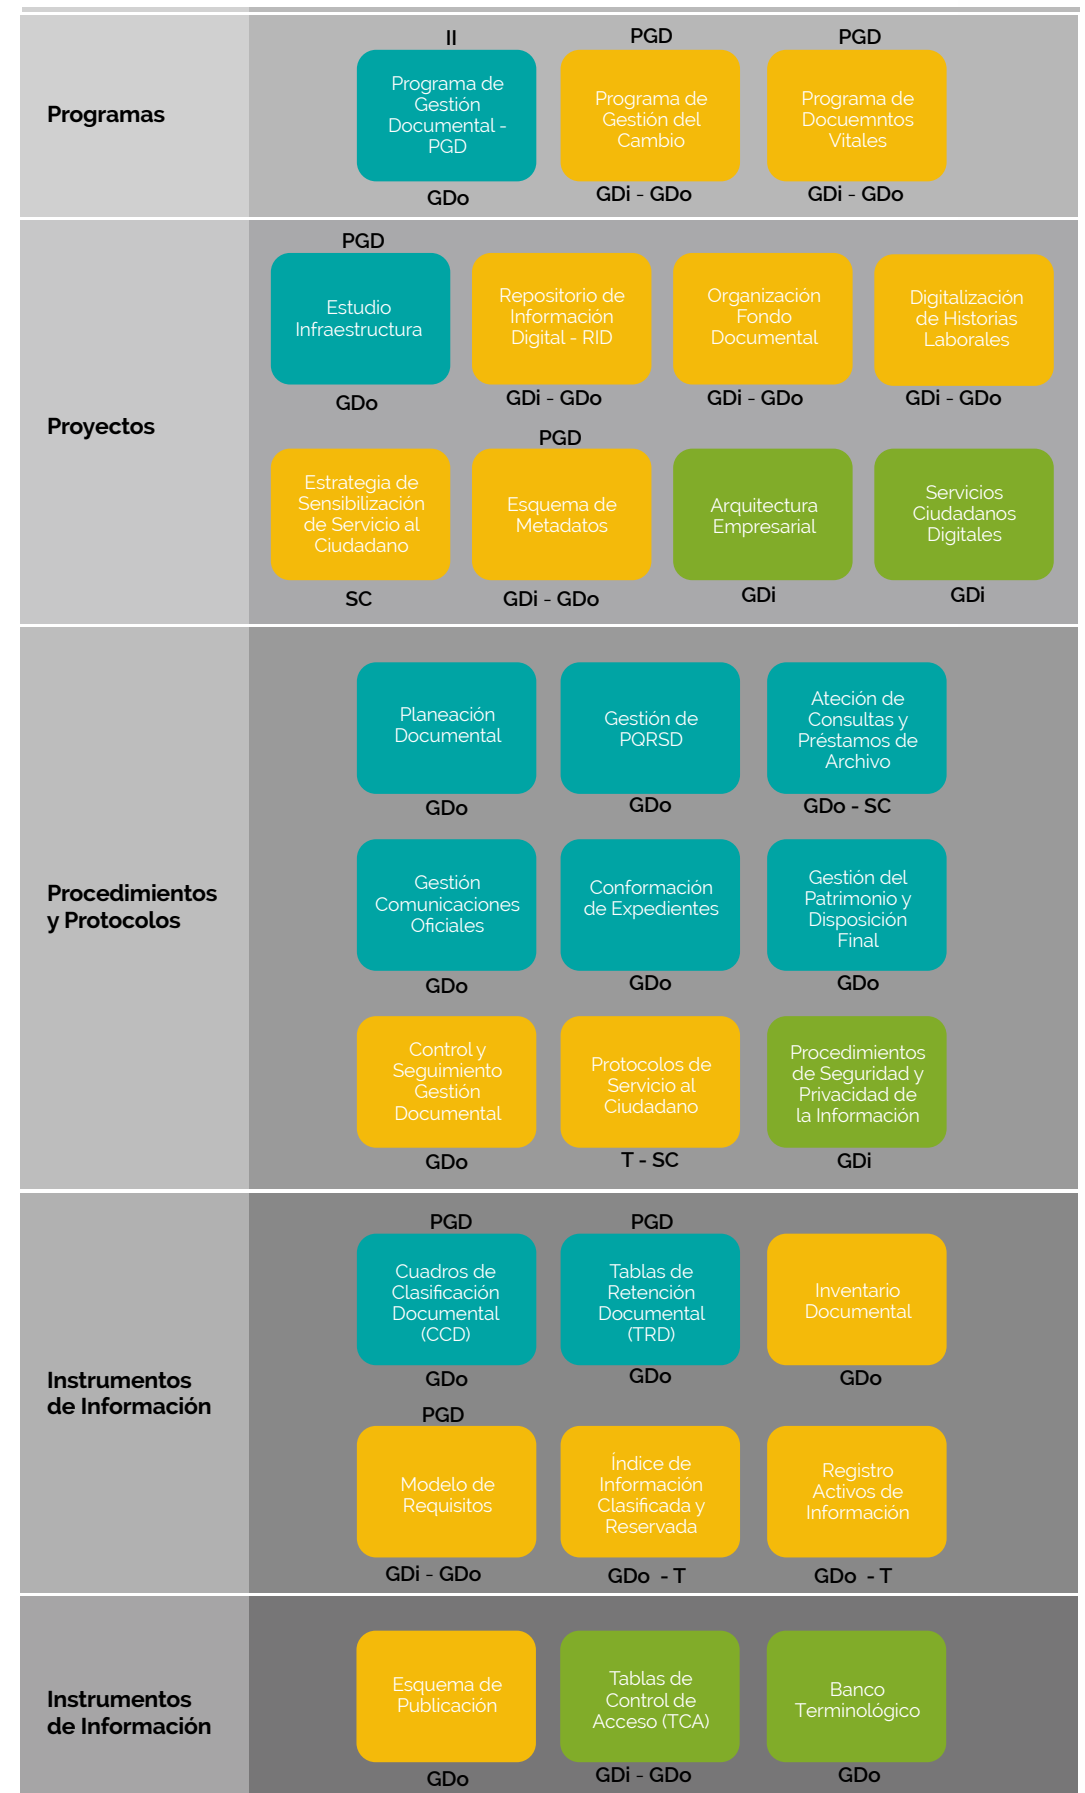 Programas
II
Programa de
Gestión
Documental -
PGD
GDo
PGD
Programa de
Gestión del
Cambio
GDi - GDo
PGD
Programa de
Docuemntos
Vitales
GDi - GDo
Proyectos
PGD
Estudio
Infraestructura
GDo
Repositorio de
Información
Digital - RID
GDi - GDo
Organización
Fondo
Documental
GDi - GDo
Digitalización
de Historias
Laborales
GDi - GDo
Estrategia de
Sensibilización
de Servicio al
Ciudadano
SC
PGD
Esquema de
Metadatos
GDi - GDo
Arquitectura
Empresarial
GDi
Servicios
Ciudadanos
Digitales
GDi
Procedimientos
y Protocolos
Planeación
Documental
GDo
Gestión de
PQRSD
GDo
Ateción de
Consultas y
Préstamos de
Archivo
GDo - SC
Gestión
Comunicaciones
Oficiales
GDo
Conformación
de Expedientes
GDo
Gestión del
Patrimonio y
Disposición
Final
GDo
Control y
Seguimiento
Gestión
Documental
GDo
Protocolos de
Servicio al
Ciudadano
T - SC
Procedimientos
de Seguridad y
Privacidad de
la Información
GDi
Instrumentos
de Información
PGD
Cuadros de
Clasificación
Documental
(CCD)
GDo
PGD
Tablas de
Retención
Documental
(TRD)
GDo
Inventario
Documental
GDo
PGD
Modelo de
Requisitos
GDi - GDo
Índice de
Información
Clasificada y
Reservada
GDo - T
Registro
Activos de
Información
GDo - T
Instrumentos
de Información
Esquema de
Publicación
GDo
Tablas de
Control de
Acceso (TCA)
GDi - GDo
Banco
Terminológico
GDo